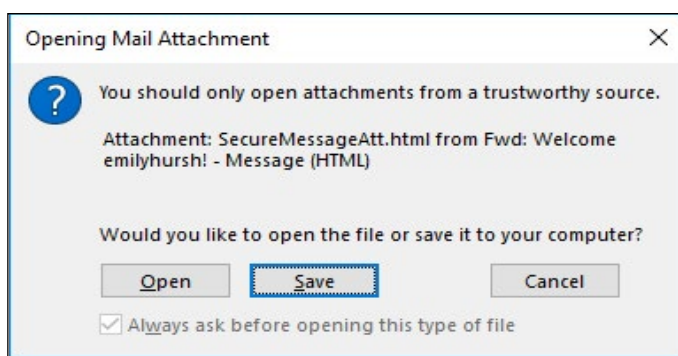 Opening Mail Attachment
You should only open attachments from a trustworthy source.
Attachment: SecureMessageAtt.html from Fwd: Welcome
emilyhursh! - Message (HTML)
Would you like to open the file or save it to your computer?
Open
Save
Cancel
Always ask before opening this type of file